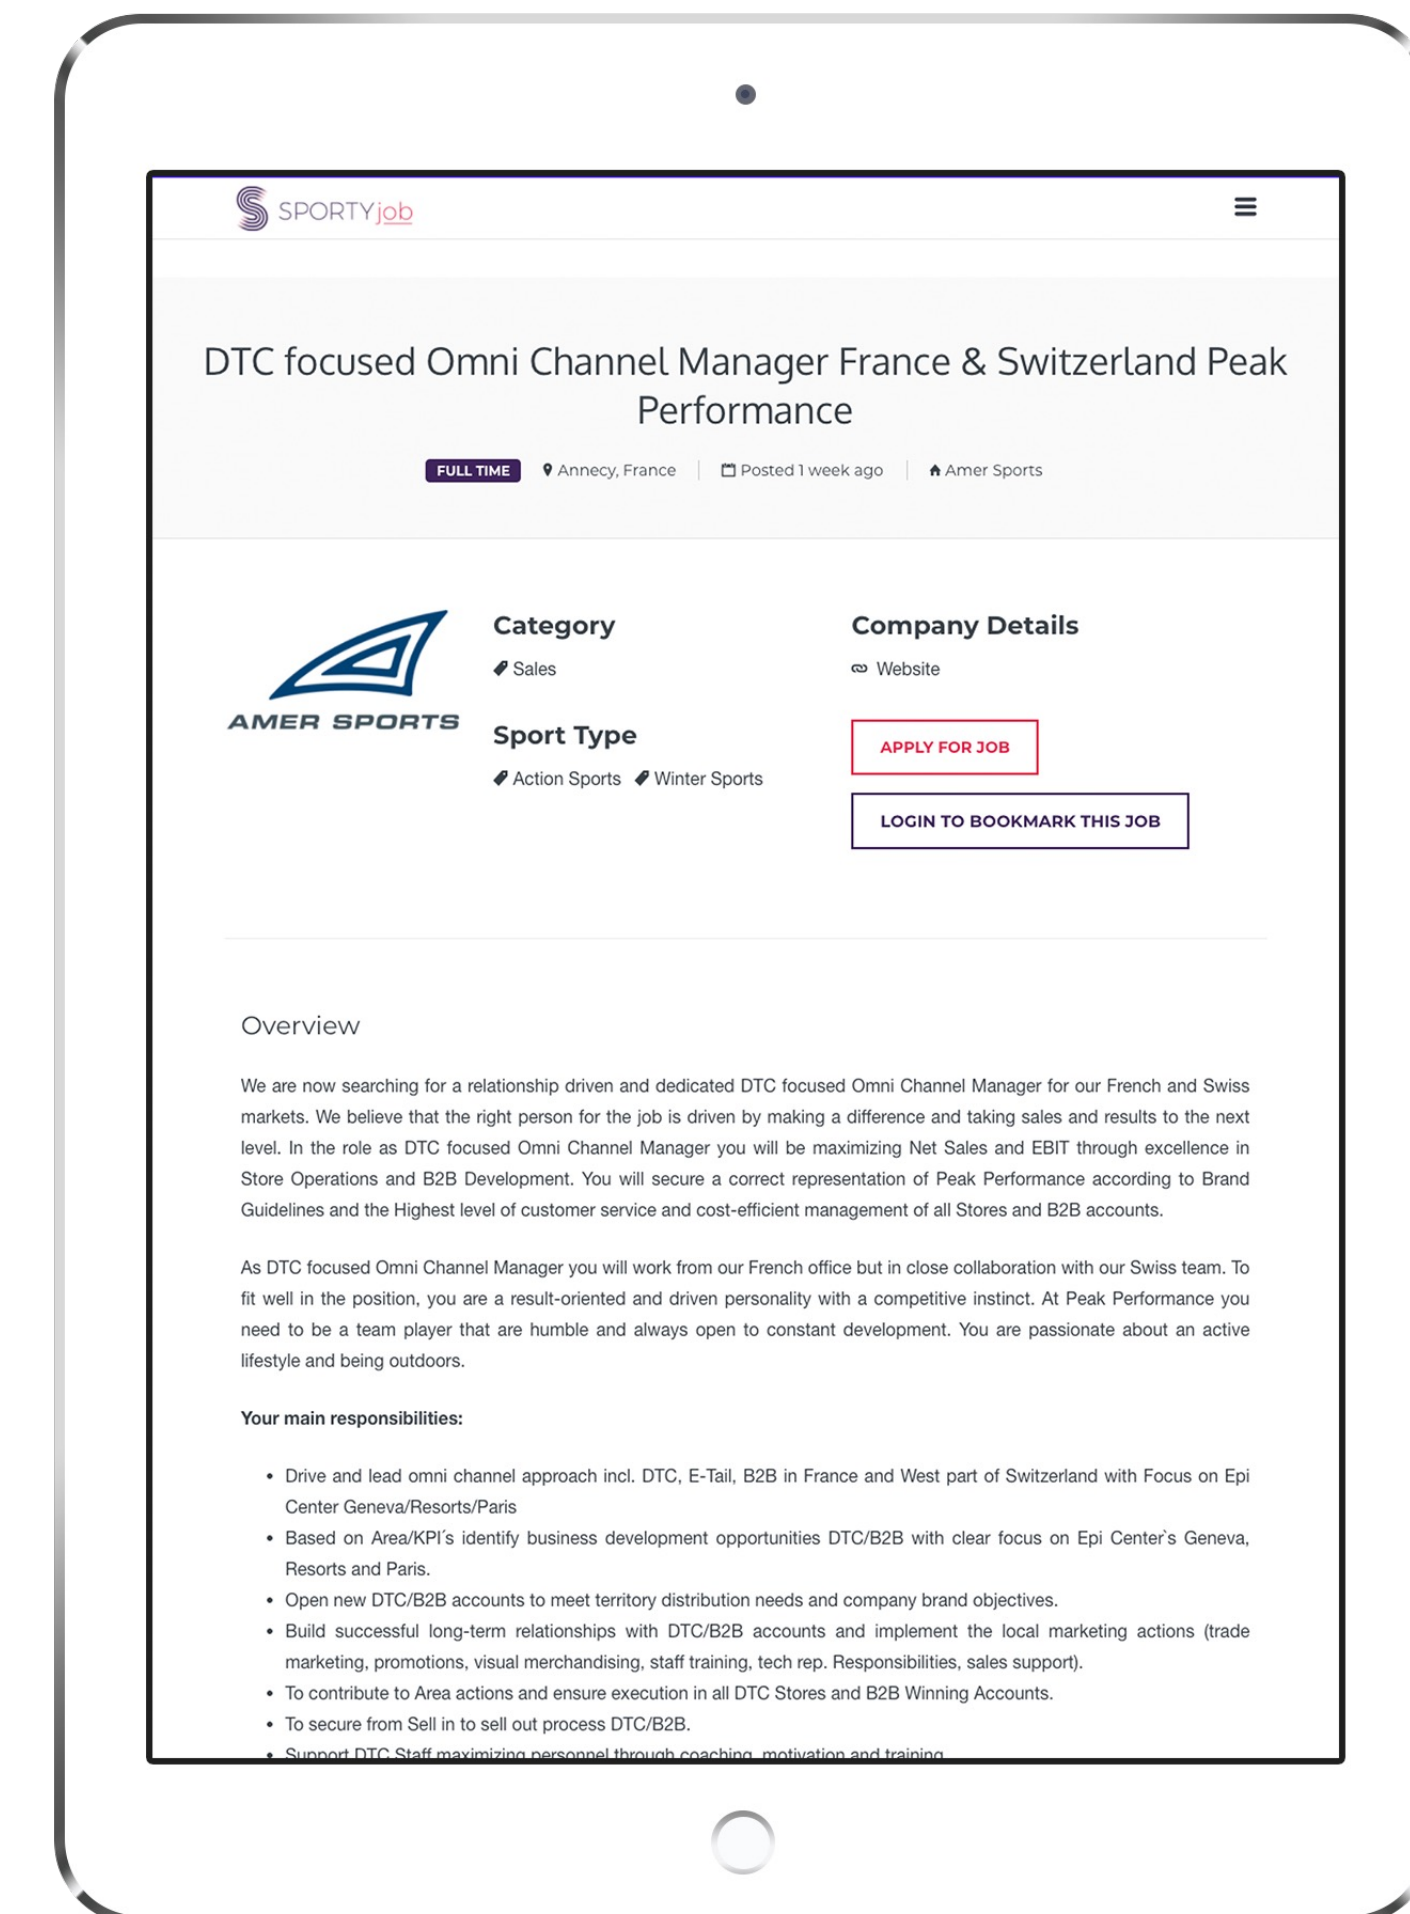 SPORTYjob
DTC focused Omni Channel Manager France & Switzerland Peak
Performance
FULL TIME Annecy, France Posted 1 week ago Amer Sports
AMER SPORTS
Category
Sales
Sport Type
Action Sports Winter Sports
Company Details
Website
APPLY FOR JOB
LOGIN TO BOOKMARK THIS JOB
Overview
We are now searching for a relationship driven and dedicated DTC focused Omni Channel Manager for our French and Swiss
markets. We believe that the right person for the job is driven by making a difference and taking sales and results to the next
level. In the role as DTC focused Omni Channel Manager you will be maximizing Net Sales and EBIT through excellence in
Store Operations and B2B Development. You will secure a correct representation of Peak Performance according to Brand
Guidelines and the Highest level of customer service and cost-efficient management of all Stores and B2B accounts.
As DTC focused Omni Channel Manager you will work from our French office but in close collaboration with our Swiss team. To
fit well in the position, you are a result-oriented and driven personality with a competitive instinct. At Peak Performance you
need to be a team player that are humble and always open to constant development. You are passionate about an active
lifestyle and being outdoors.
Your main responsibilities:
• Drive and lead omni channel approach incl. DTC, E-Tail, B2B in France and West part of Switzerland with Focus on Epi
Center Geneva/Resorts/Paris
• Based on Area/KPI´s identify business development opportunities DTC/B2B with clear focus on Epi Center`s Geneva,
Resorts and Paris.
• Open new DTC/B2B accounts to meet territory distribution needs and company brand objectives.
• Build successful long-term relationships with DTC/B2B accounts and implement the local marketing actions (trade
marketing, promotions, visual merchandising, staff training, tech rep. Responsibilities, sales support).
• To contribute to Area actions and ensure execution in all DTC Stores and B2B Winning Accounts.
• To secure from Sell in to sell out process DTC/B2B.
• Support DTC Staff maximizing personnel through coaching, motivation and training